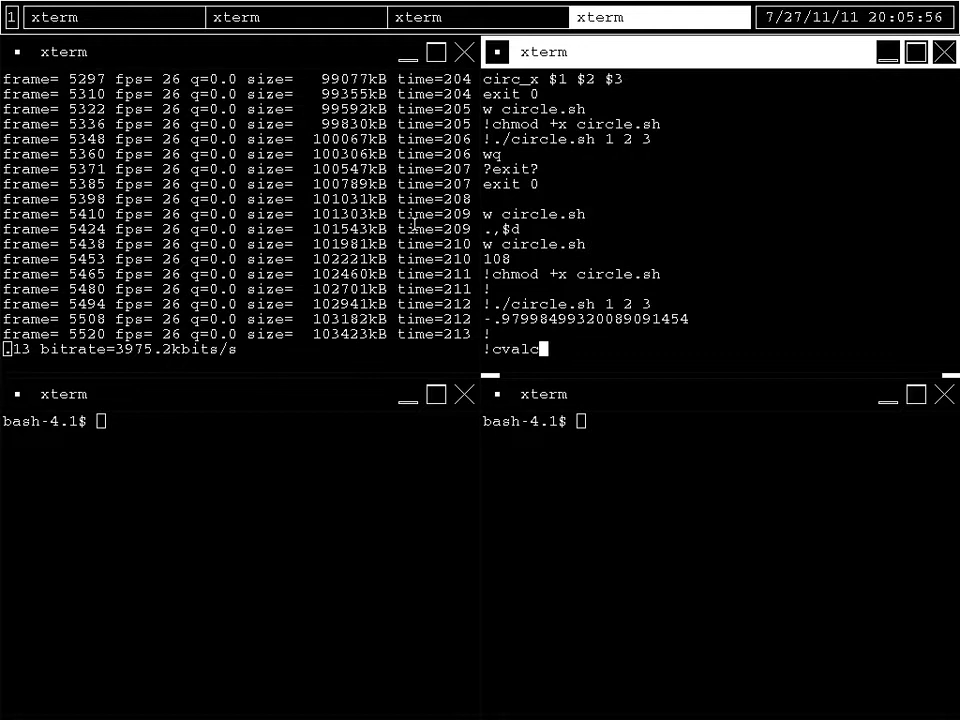 1 xterm xterm xterm xterm 7/27/11/11 20:05:56
xterm
frame= 5297 fps= 26 q=0.0 size=   99077kB time=204
frame= 5310 fps= 26 q=0.0 size=   99355kB time=204
frame= 5322 fps= 26 q=0.0 size=   99592kB time=205
frame= 5336 fps= 26 q=0.0 size=   99830kB time=205
frame= 5348 fps= 26 q=0.0 size=  100067kB time=206
frame= 5360 fps= 26 q=0.0 size=  100306kB time=206
frame= 5371 fps= 26 q=0.0 size=  100547kB time=207
frame= 5385 fps= 26 q=0.0 size=  100789kB time=207
frame= 5398 fps= 26 q=0.0 size=  101031kB time=208
frame= 5410 fps= 26 q=0.0 size=  101303kB time=209
frame= 5424 fps= 26 q=0.0 size=  101543kB time=209
frame= 5438 fps= 26 q=0.0 size=  101981kB time=210
frame= 5453 fps= 26 q=0.0 size=  102221kB time=210
frame= 5465 fps= 26 q=0.0 size=  102460kB time=211
frame= 5480 fps= 26 q=0.0 size=  102701kB time=211
frame= 5494 fps= 26 q=0.0 size=  102941kB time=212
frame= 5508 fps= 26 q=0.0 size=  103182kB time=212
frame= 5520 fps= 26 q=0.0 size=  103423kB time=213
.13 bitrate=3975.2kbits/s
xterm
circ_x $1 $2 $3
exit 0
w circle.sh
!chmod +x circle.sh
!./circle.sh 1 2 3
wq
?exit?
exit 0
w circle.sh
.,$d
w circle.sh
108
!chmod +x circle.sh
!
!./circle.sh 1 2 3
-.97998499320089091454
!
!cvalc
xterm
bash-4.1$
xterm
bash-4.1$